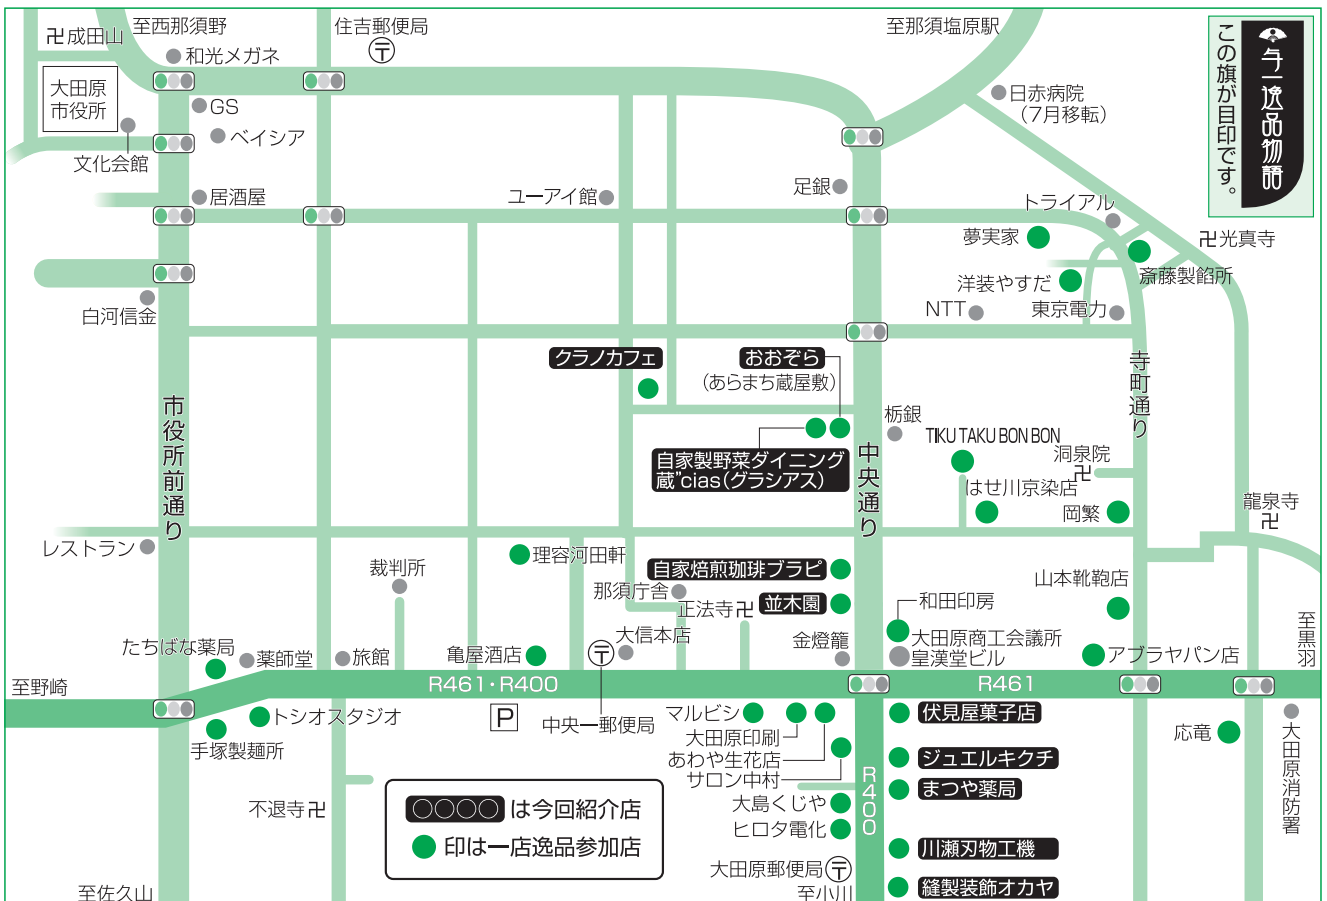 至西那須野
住吉郵便局
至那須塩原駅
卍成田山
和光メガネ
大田原
市役所
GS
ベイシア
文化会館
日赤病院
(7月移転)
与一逸品物語
この旗が目印です。
居酒屋
ユーアイ館
足銀
トライアル
夢実家
卍光真寺
斎藤製餡所
洋装やすだ
白河信金
NTT
東京電力
クラノカフェ
おおぞら
(あらまち蔵屋敷)
寺町通り
市役所前通り
栃銀
TIKU TAKU BON BON
自家製野菜ダイニング
蔵"cias(グラシアス)
中央通り
洞泉院
卍
はせ川京染店
岡繁
龍泉寺
卍
レストラン
理容河田軒
裁判所
自家焙煎珈琲ブラピ
那須庁舎
正法寺卍
並木園
山本靴鞄店
和田印房
至黒羽
大信本店
金燈籠
大田原商工会議所
皇漢堂ビル
たちばな薬局
薬師堂
旅館
亀屋酒店
〒
アブラヤパン店
至野崎
R461・R400
R461
トシオスタジオ
P
中央一郵便局
マルビシ
伏見屋菓子店
手塚製麺所
大田原印刷
応竜
大田原消防署
あわや生花店
ジュエルキクチ
サロン中村
R400
まつや薬局
不退寺卍
〇〇〇〇は今回紹介店
大島くじや
印は一店逸品参加店
ヒロタ電化
川瀬刃物工機
大田原郵便局〒
至佐久山
至小川
縫製装飾オカヤ